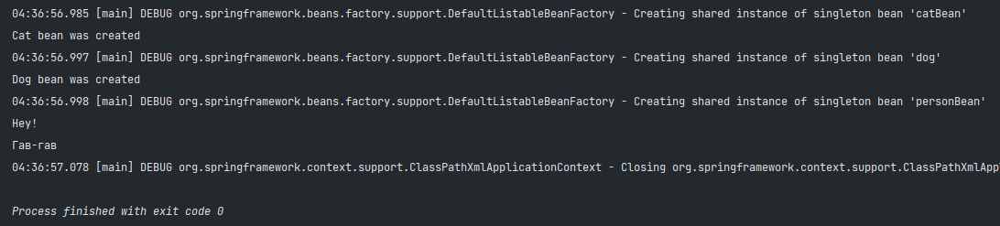 04:36:56.985 [main] DEBUG org.springframework.beans.factory.support.DefaultListableBeanFactory - Creating shared instance of singleton bean 'catBean'
Cat bean was created
04:36:56.997 [main] DEBUG org.springframework.beans.factory.support.DefaultListableBeanFactory - Creating shared instance of singleton bean 'dog'
Dog bean was created
04:36:56.998 [main] DEBUG org.springframework.beans.factory.support.DefaultListableBeanFactory - Creating shared instance of singleton bean 'personBean'
Hey!
Гав-гав
04:36:57.078 [main] DEBUG org.springframework.context.support.ClassPathXmlApplicationContext - Closing org.springframework.context.support.ClassPathXmlAppl
Process finished with exit code 0